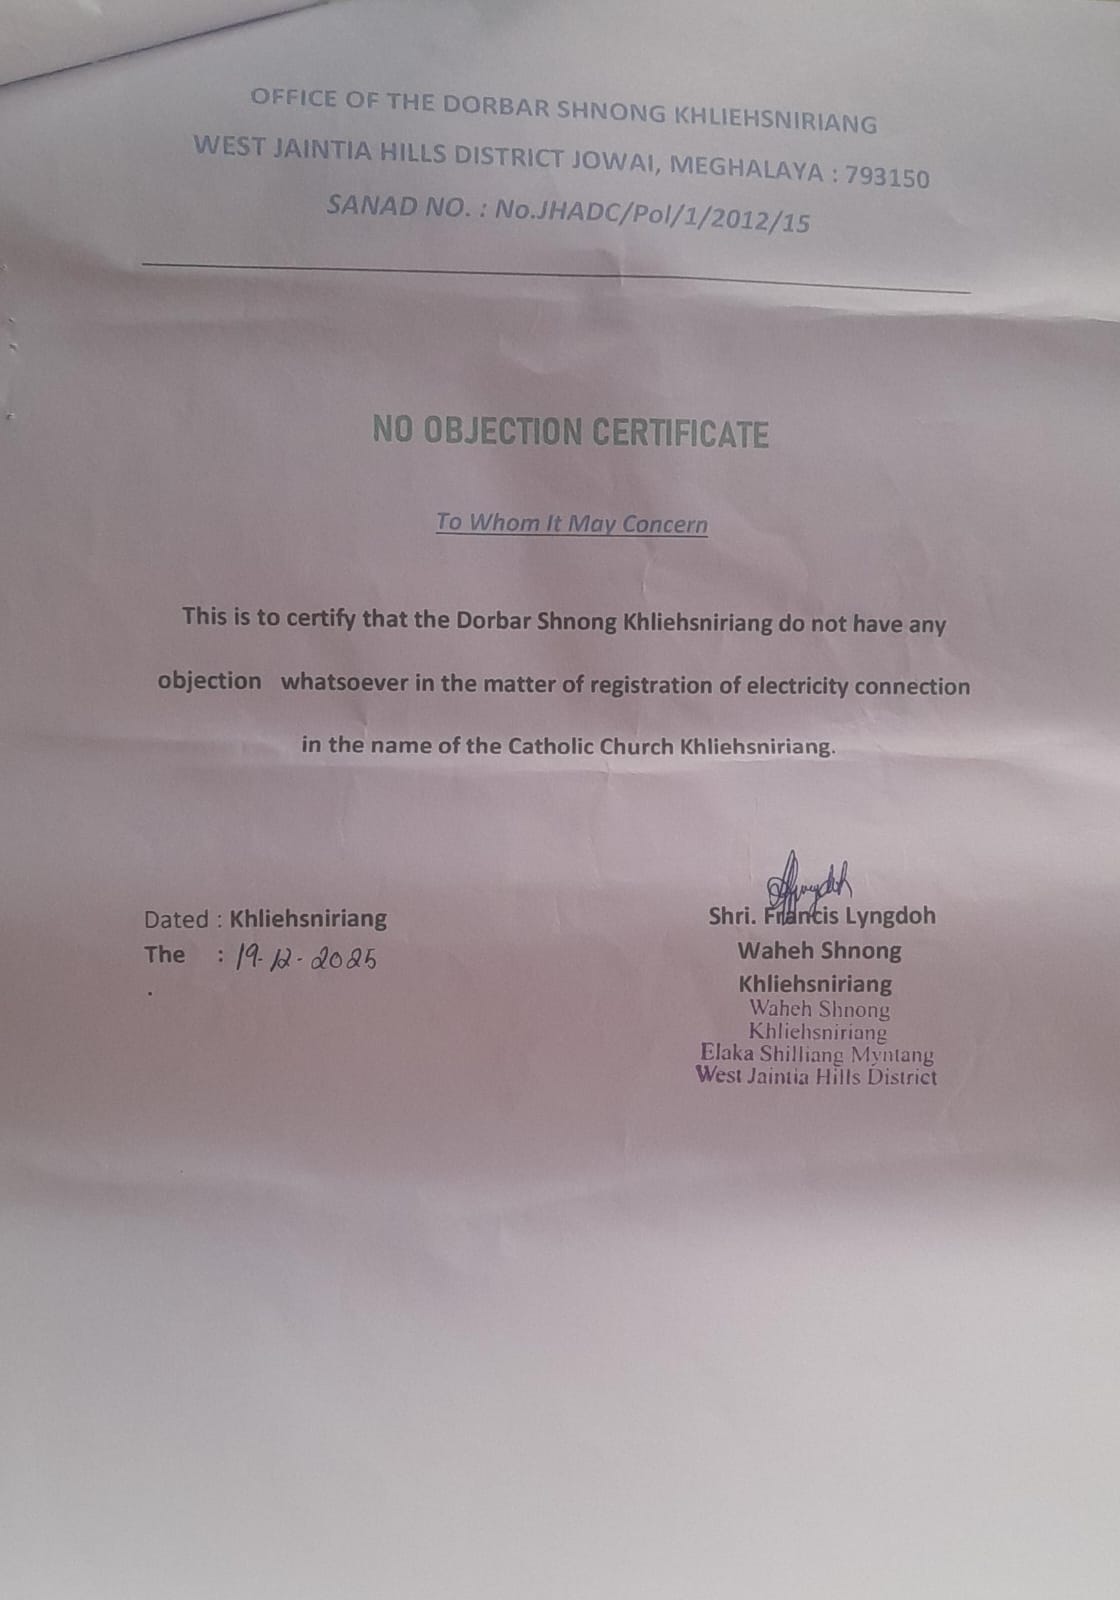 OFFICE OF THE DORBAR SHNONG KHLIEHSNIRIANG
WEST JAINTIA HILLS DISTRICT JOWAI, MEGHALAYA : 793150
SANAD NO. : No.JHADC/Pol/1/2012/15
NO OBJECTION CERTIFICATE
To Whom It May Concern
This is to certify that the Dorbar Shnong Khliehsniriang do not have any
objection whatsoever in the matter of registration of electricity connection
in the name of the Catholic Church Khliehsniriang.
Dated : Khliehsniriang
The : 19-12-2025
.
Shri. Francis Lyngdoh
Waheh Shnong
Khliehsniriang
Waheh Shnong
Khliehsniriang
Elaka Shilliang Myntang
West Jaintia Hills District